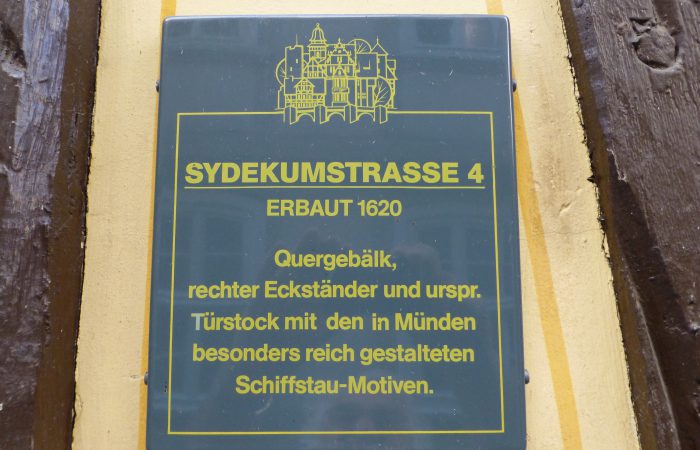 SYDEKUMSTRASSE 4
ERBAUT 1620
Quergebälk,
rechter Eckständer und urspr.
Türstock mit den in Münden
besonders reich gestalteten
Schiffstau-Motiven.